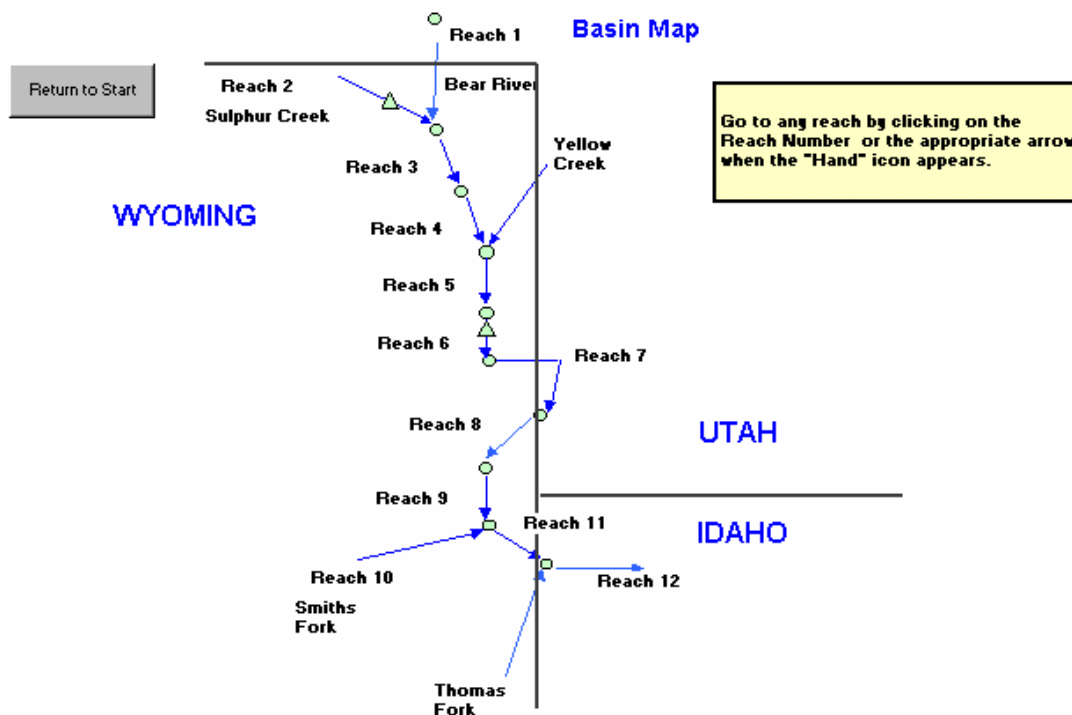 Reach 1
Basin Map
Return to Start
Reach 2
Bear River
Sulphur Creek
Go to any reach by clicking on the
Reach Number or the appropriate arrow
when the "Hand" icon appears.
Yellow
Creek
Reach 3
WYOMING
Reach 4
Reach 5
Reach 6
Reach 7
Reach 8
UTAH
Reach 9
Reach 11
IDAHO
Reach 10
Reach 12
Smiths
Fork
Thomas
Fork